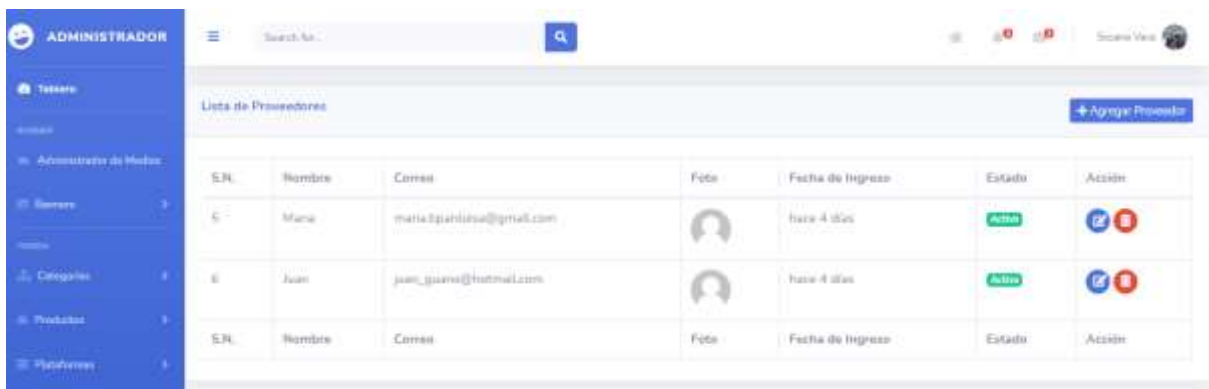 ADMINISTRADOR
Search for...
Tablero
Administrador de Medios
Banners
Categorías
Productos
Plataformas
Lista de Proveedores
Agregar Proveedor
S.N. Nombre Correo Foto Fecha de Ingreso Estado Acción
5 Maria hace 4 días Activo
6 Juan juan_guano@hotmail.com hace 4 días Activo
S.N. Nombre Correo Foto Fecha de Ingreso Estado Acción